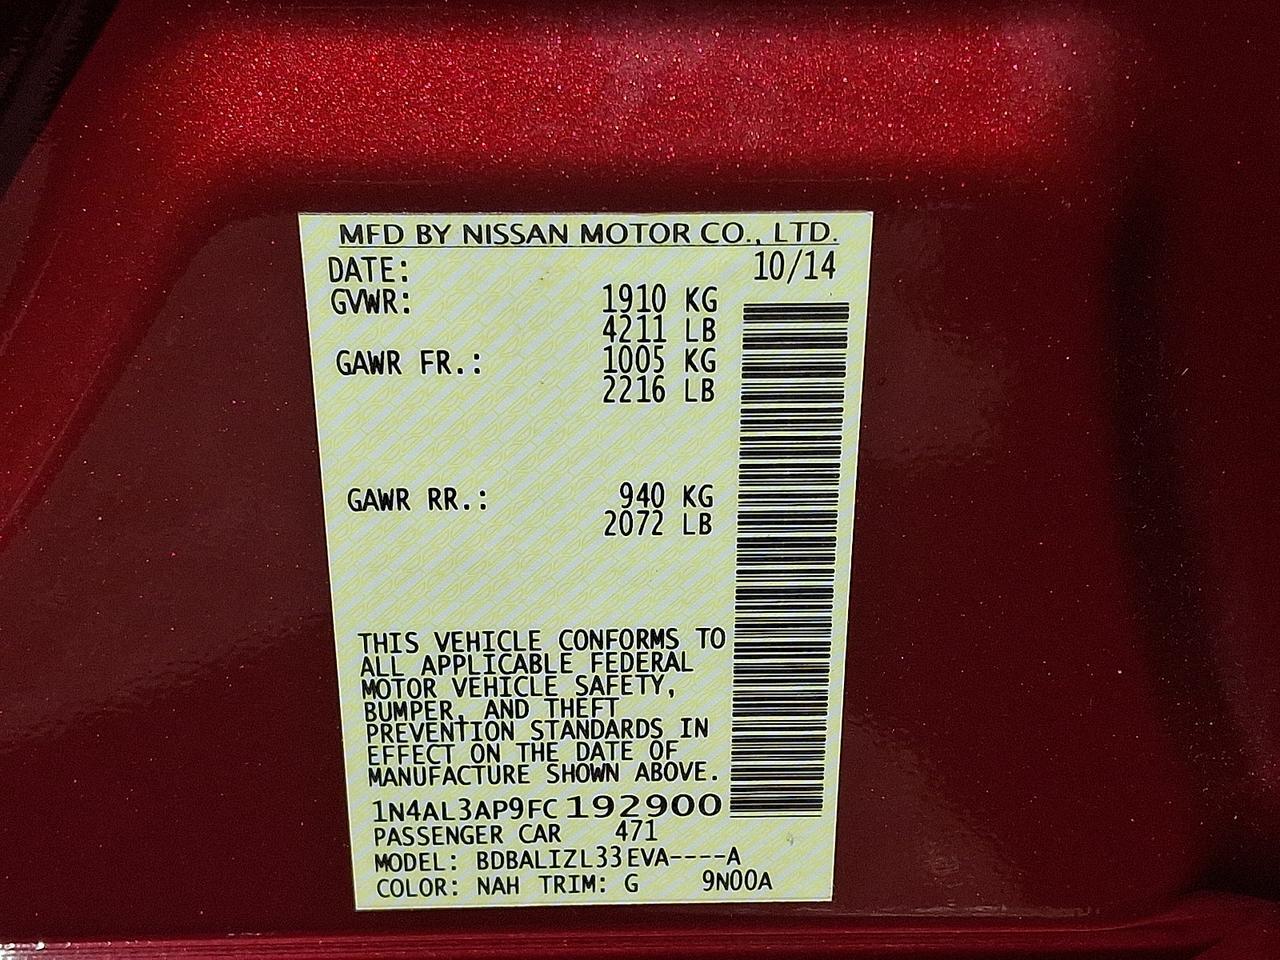 MFD BY NISSAN MOTOR CO., LTD.
DATE: 10/14
GVWR: 1910 KG
4211 LB
GAWR FR.: 1005 KG
2216 LB
GAWR RR.: 940 KG
2072 LB
THIS VEHICLE CONFORMS TO
ALL APPLICABLE FEDERAL
MOTOR VEHICLE SAFETY,
BUMPER, AND THEFT
PREVENTION STANDARDS IN
EFFECT ON THE DATE OF
MANUFACTURE SHOWN ABOVE.
1N4AL3AP9FC192900
PASSENGER CAR 471
MODEL: BDBALIZL33EVA----A
COLOR: NAH TRIM: G 9N00A